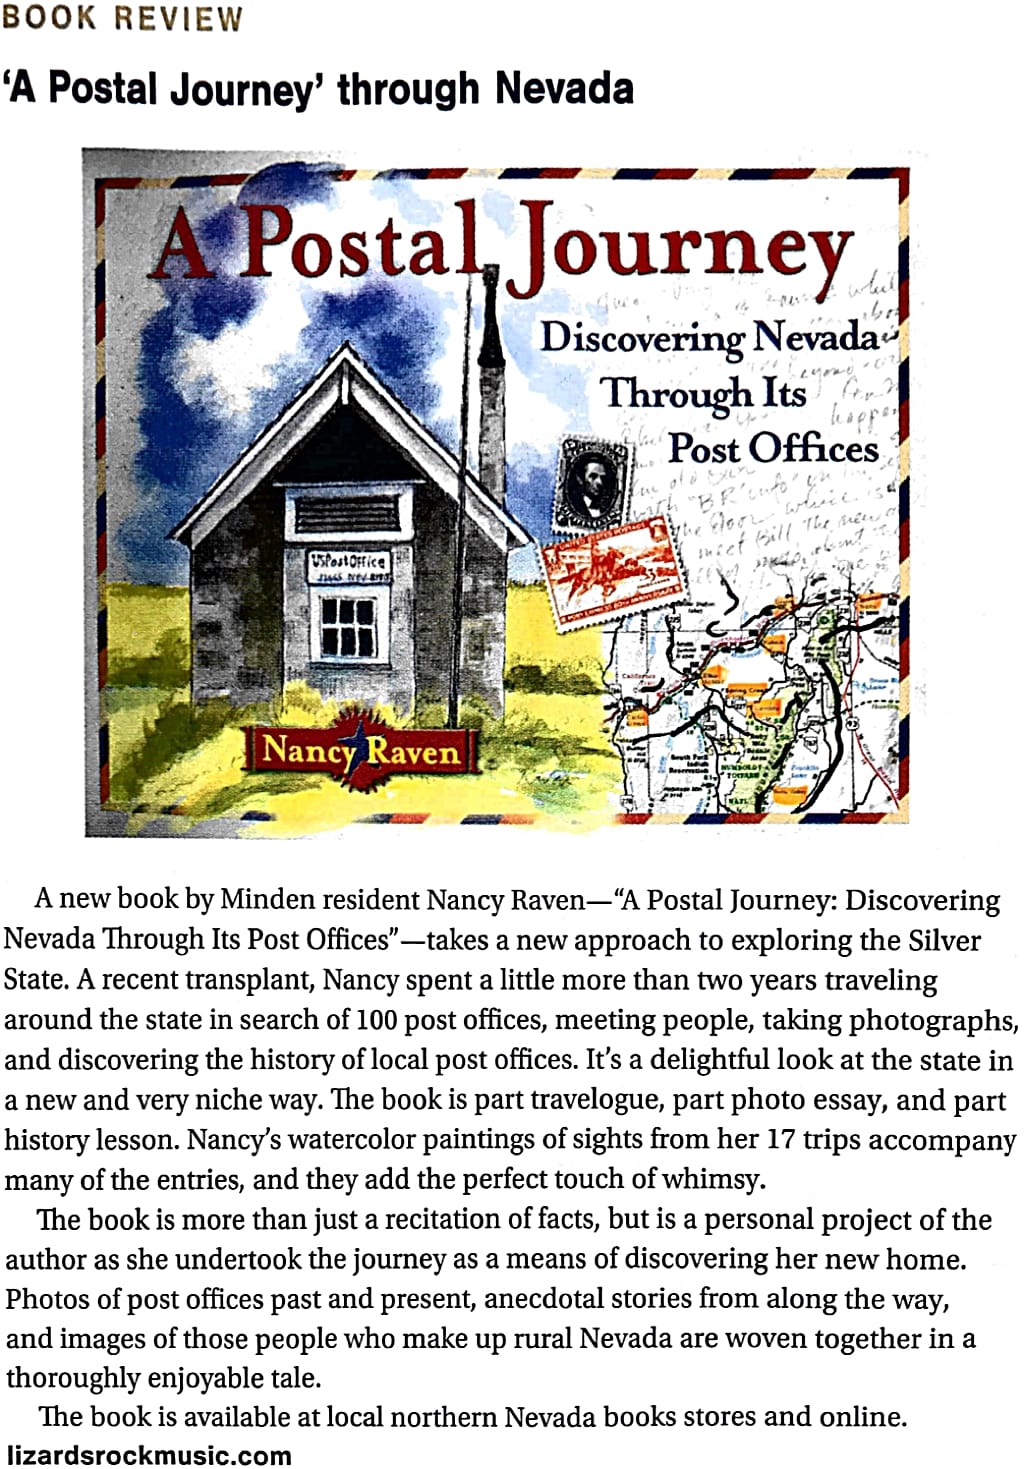 BOOK REVIEW
‘A Postal Journey’ through Nevada
A Postal Journey
Discovering Nevada
Through Its
Post Offices
US Post Office
UNITED STATES POSTAGE
Nancy Raven
A new book by Minden resident Nancy Raven—“A Postal Journey: Discovering
Nevada Through Its Post Offices”—takes a new approach to exploring the Silver
State. A recent transplant, Nancy spent a little more than two years traveling
around the state in search of 100 post offices, meeting people, taking photographs,
and discovering the history of local post offices. It’s a delightful look at the state in
a new and very niche way. The book is part travelogue, part photo essay, and part
history lesson. Nancy’s watercolor paintings of sights from her 17 trips accompany
many of the entries, and they add the perfect touch of whimsy.
The book is more than just a recitation of facts, but is a personal project of the
author as she undertook the journey as a means of discovering her new home.
Photos of post offices past and present, anecdotal stories from along the way,
and images of those people who make up rural Nevada are woven together in a
thoroughly enjoyable tale.
The book is available at local northern Nevada books stores and online.
lizardsrockmusic.com